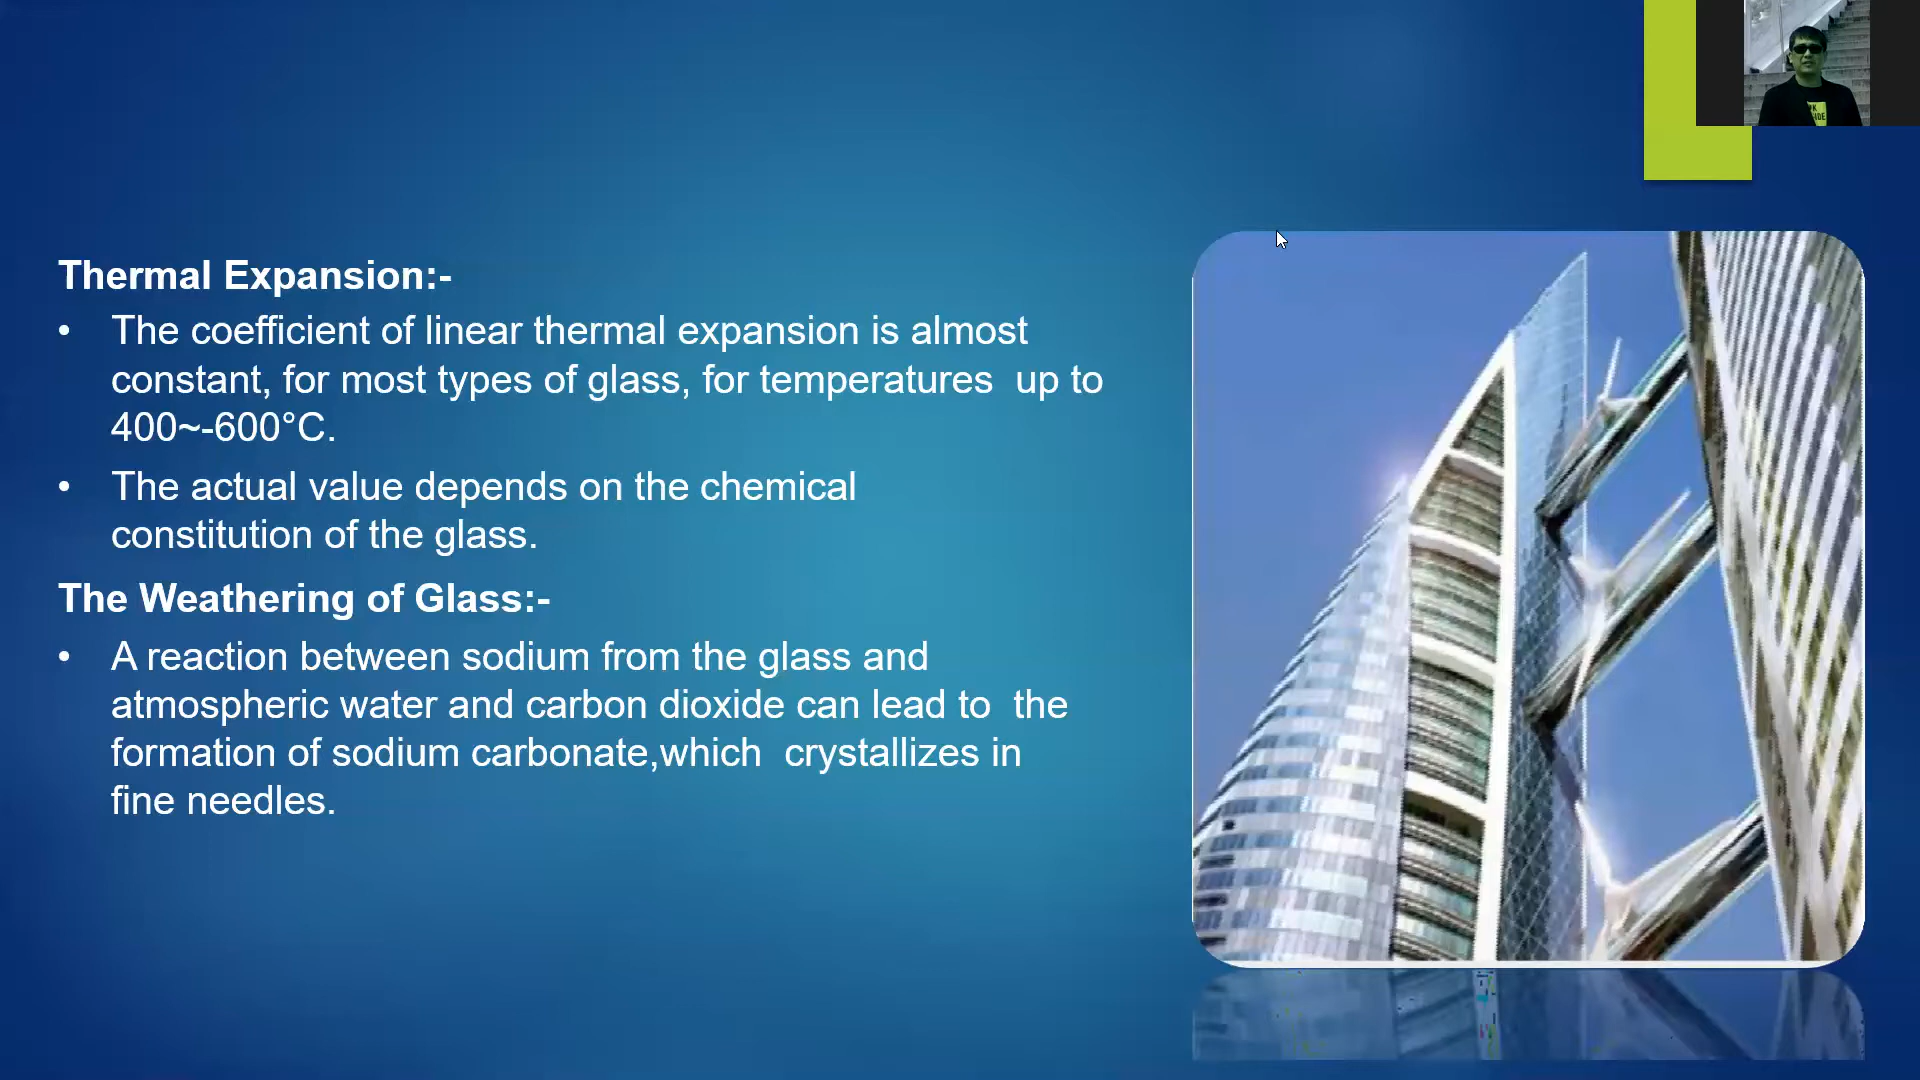 Thermal Expansion:-
• The coefficient of linear thermal expansion is almost
constant, for most types of glass, for temperatures  up to
400~-600°C.
• The actual value depends on the chemical
constitution of the glass.
The Weathering of Glass:-
• A reaction between sodium from the glass and
atmospheric water and carbon dioxide can lead to  the
formation of sodium carbonate,which  crystallizes in
fine needles.